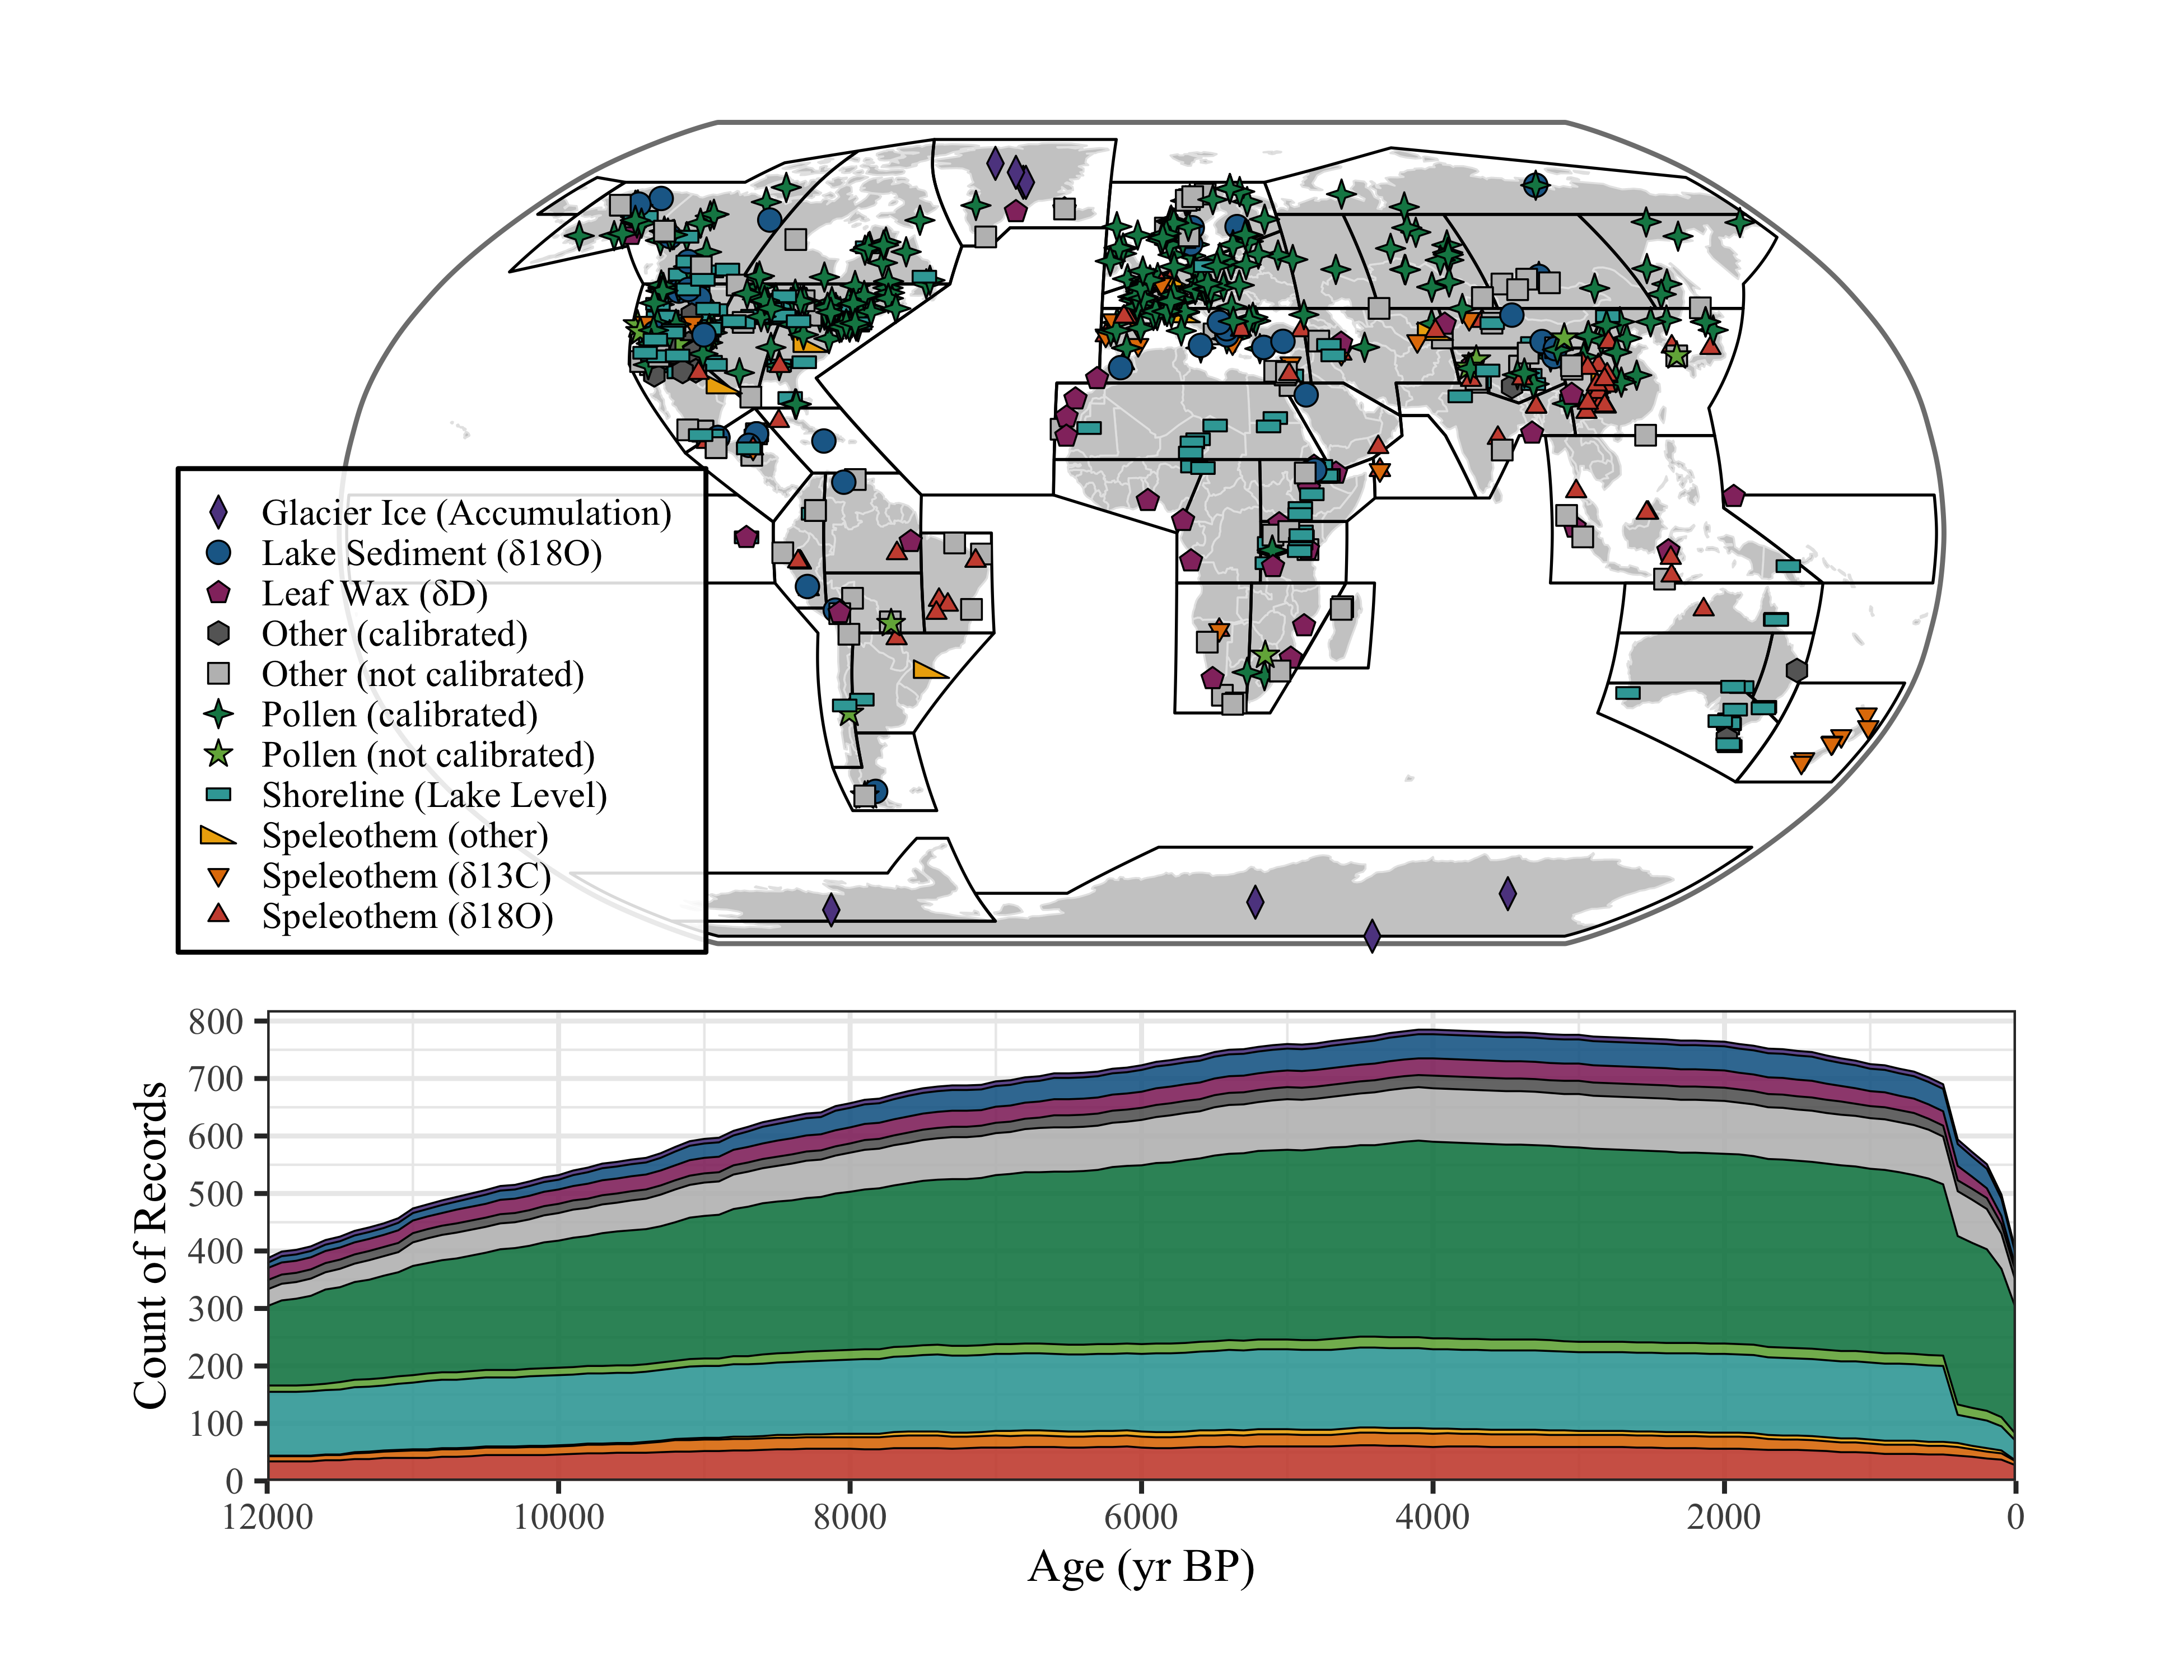 Glacier Ice (Accumulation)
Lake Sediment (δ18O)
Leaf Wax (δD)
Other (calibrated)
Other (not calibrated)
Pollen (calibrated)
Pollen (not calibrated)
Shoreline (Lake Level)
Speleothem (other)
Speleothem (δ13C)
Speleothem (δ18O)
Count of Records
800
700
600
500
400
300
200
100
0
12000 10000 8000 6000 4000 2000 0
Age (yr BP)